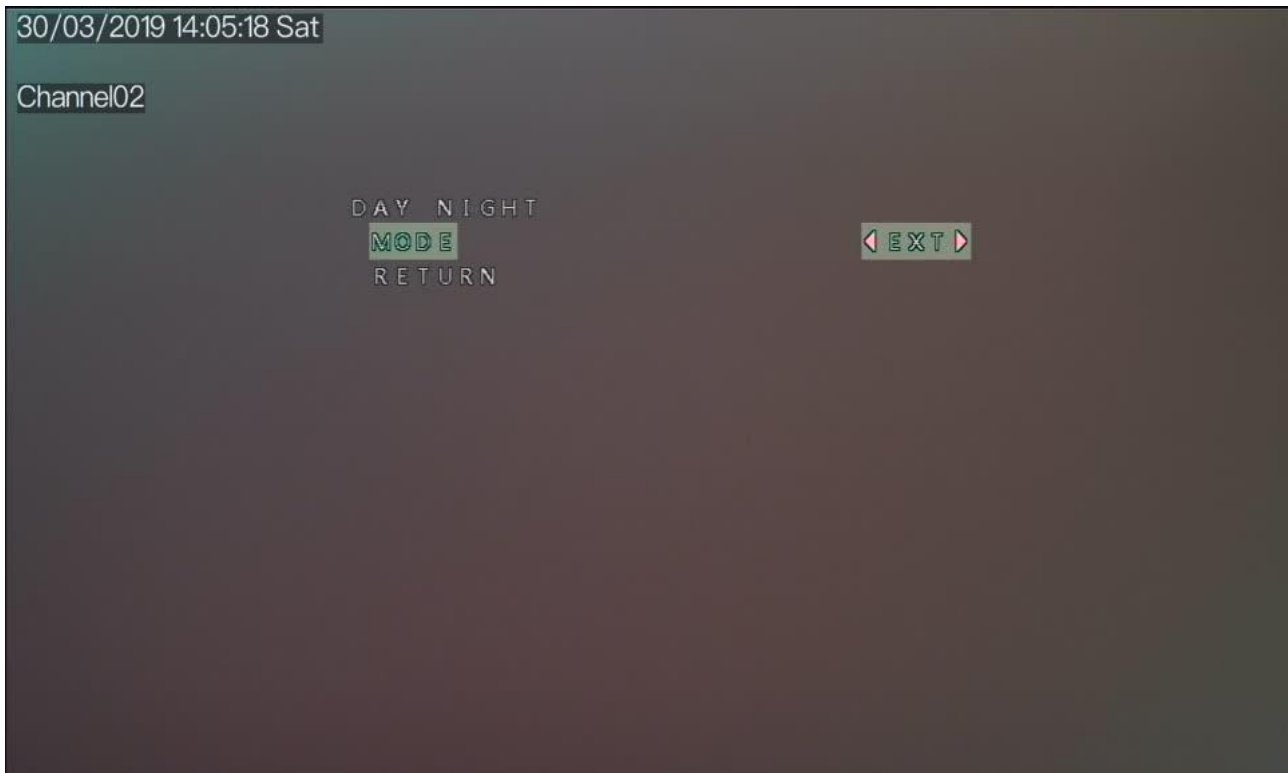 30/03/2019 14:05:18 Sat
Channel02
DAY NIGHT
MODE ◀EXT▶
RETURN